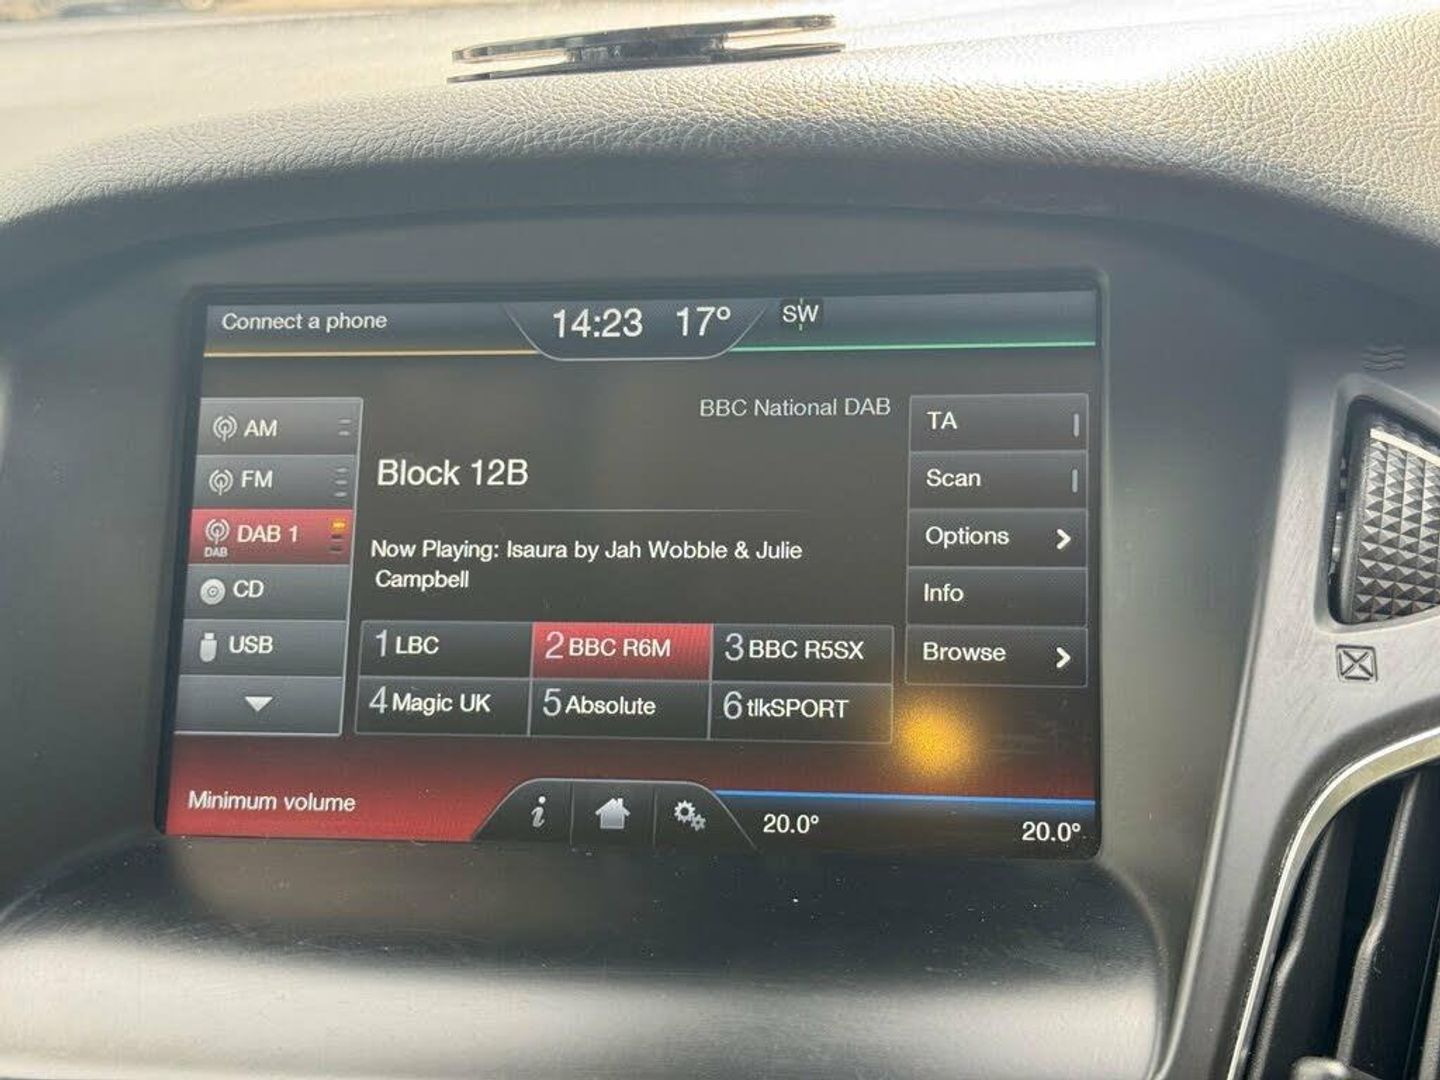 Connect a phone
14:23 17° SW
BBC National DAB
AM
FM
DAB 1
DAB
CD
USB
Block 12B
Now Playing: Isaura by Jah Wobble & Julie
Campbell
1 LBC 2 BBC R6M 3 BBC R5SX
4 Magic UK 5 Absolute 6 tlkSPORT
TA
Scan
Options
Info
Browse
Minimum volume
i
20.0° 20.0°